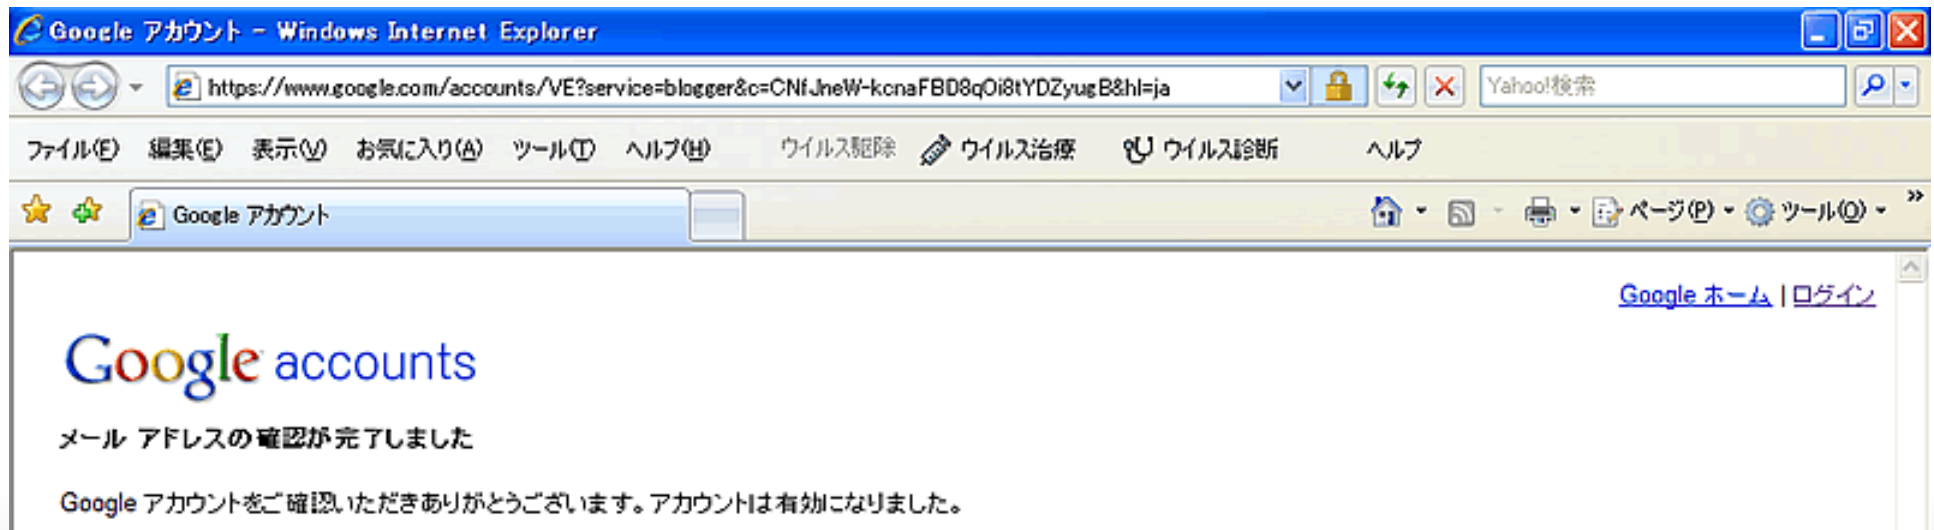 Google アカウント - Windows Internet Explorer
https://www.google.com/accounts/VE?service=blogger&c=CNfJneW-kcnaFBD8qOi8tYDZyugB&hl=ja Yahoo!検索
ファイル(F) 編集(E) 表示(V) お気に入り(A) ツール(T) ヘルプ(H) ウイルス駆除 ウイルス治療 ウイルス診断 ヘルプ
Google アカウント ページ(P) ツール(O) »
Google ホーム | ログイン
Google accounts
メール アドレスの確認が完了しました
Google アカウントをご確認いただきありがとうございます。アカウントは有効になりました。